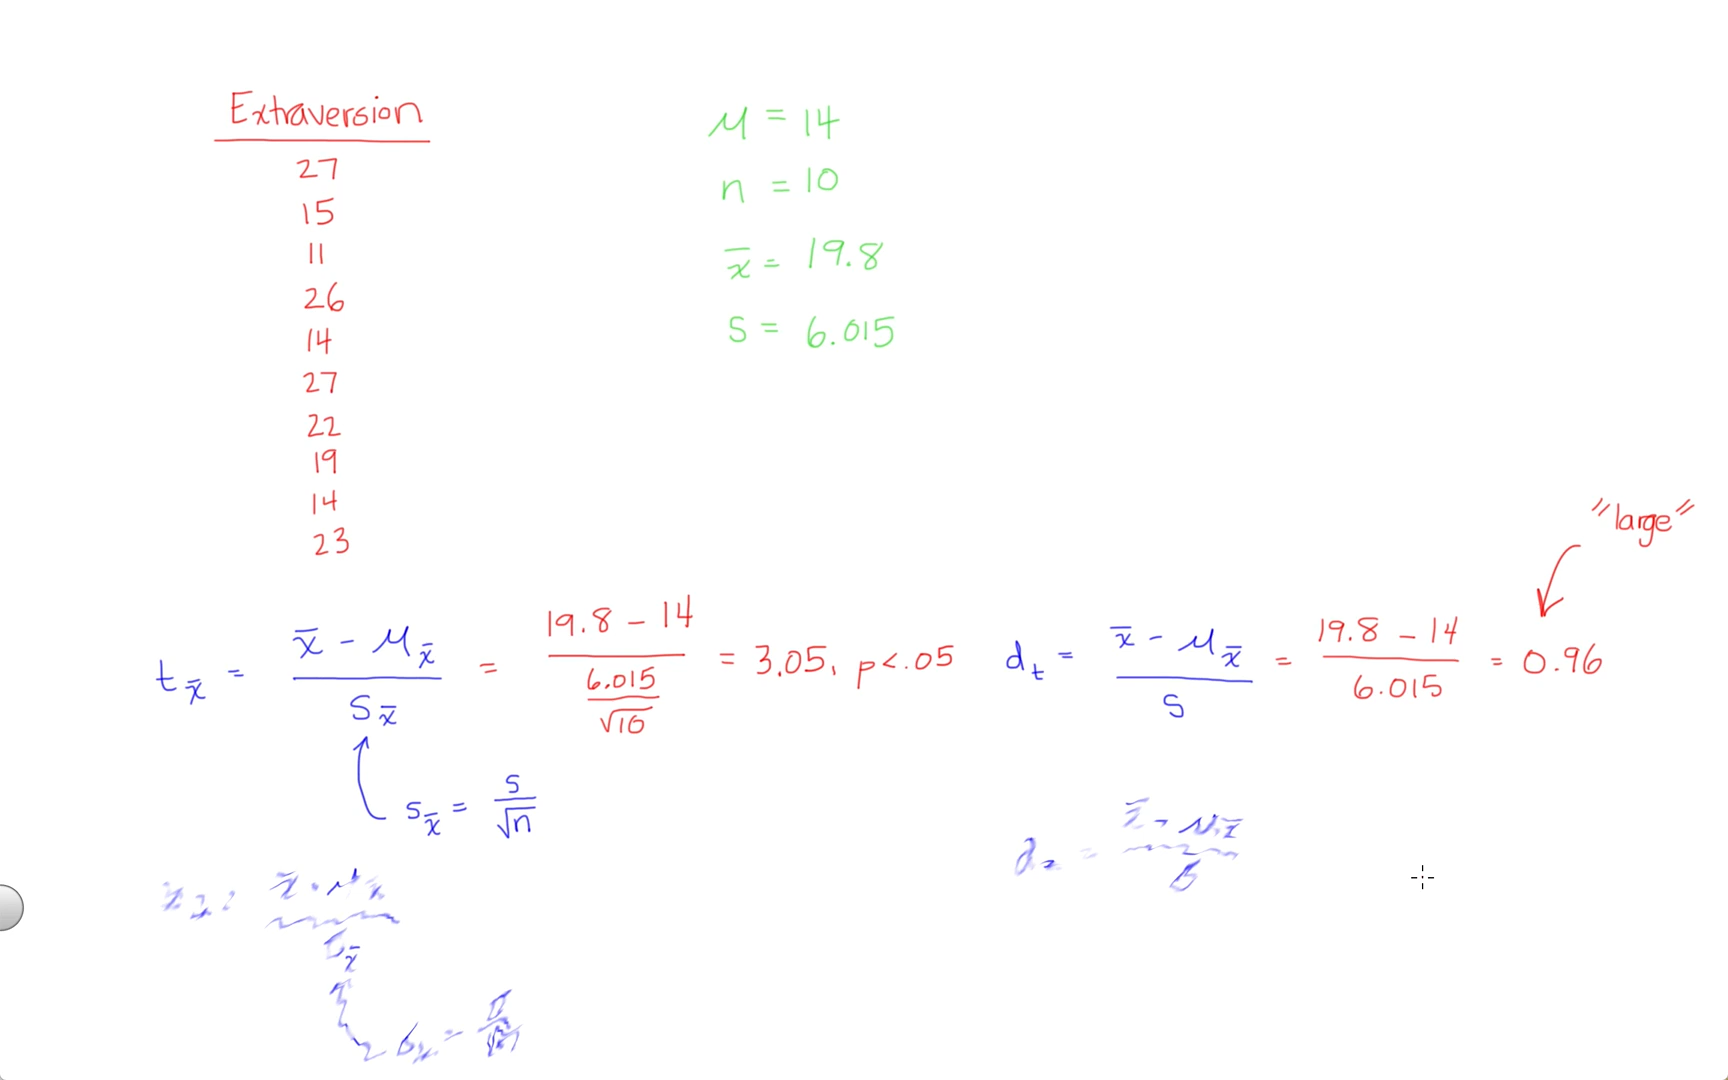 Extraversion
27
15
11
26
14
27
22
19
14
23
μ = 14
n = 10
x̄ = 19.8
s = 6.015
"large"
t_x̄ = (x̄ - μ_x̄) / s_x̄ = (19.8 - 14) / (6.015 / √10) = 3.05, p < .05
d_t = (x̄ - μ_x̄) / s = (19.8 - 14) / 6.015 = 0.96
s_x̄ = s / √n